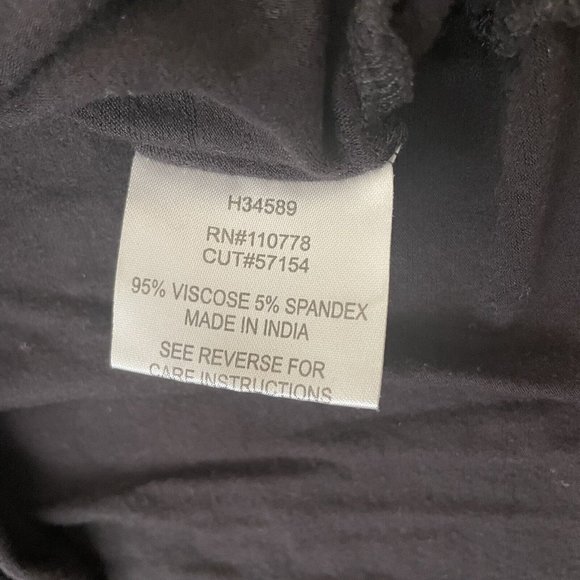 H34589
RN#110778
CUT#57154
95% VISCOSE 5% SPANDEX
MADE IN INDIA
SEE REVERSE FOR
CARE INSTRUCTIONS